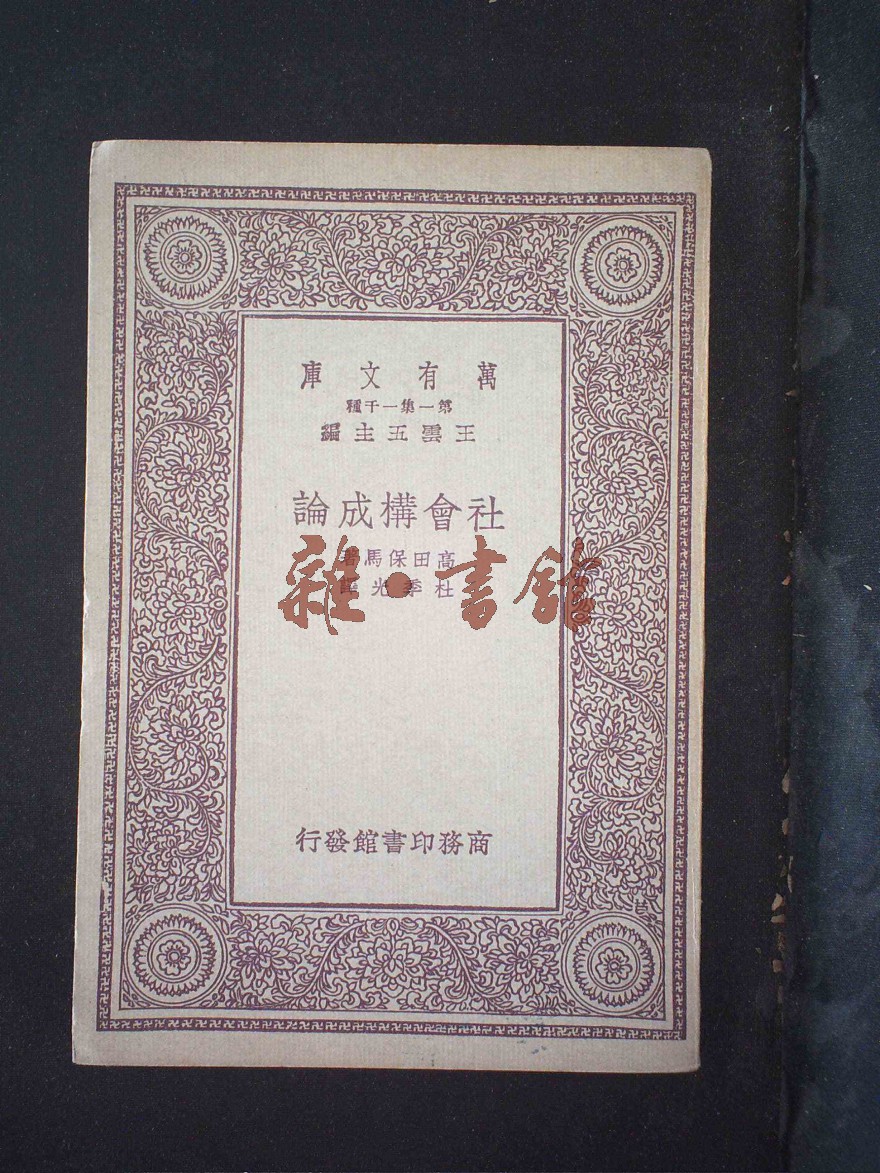 萬有文庫
第一集一千種
王雲五主編
社會構成論
高田保馬著
杜季光譯
商務印書館發行
雜·書館